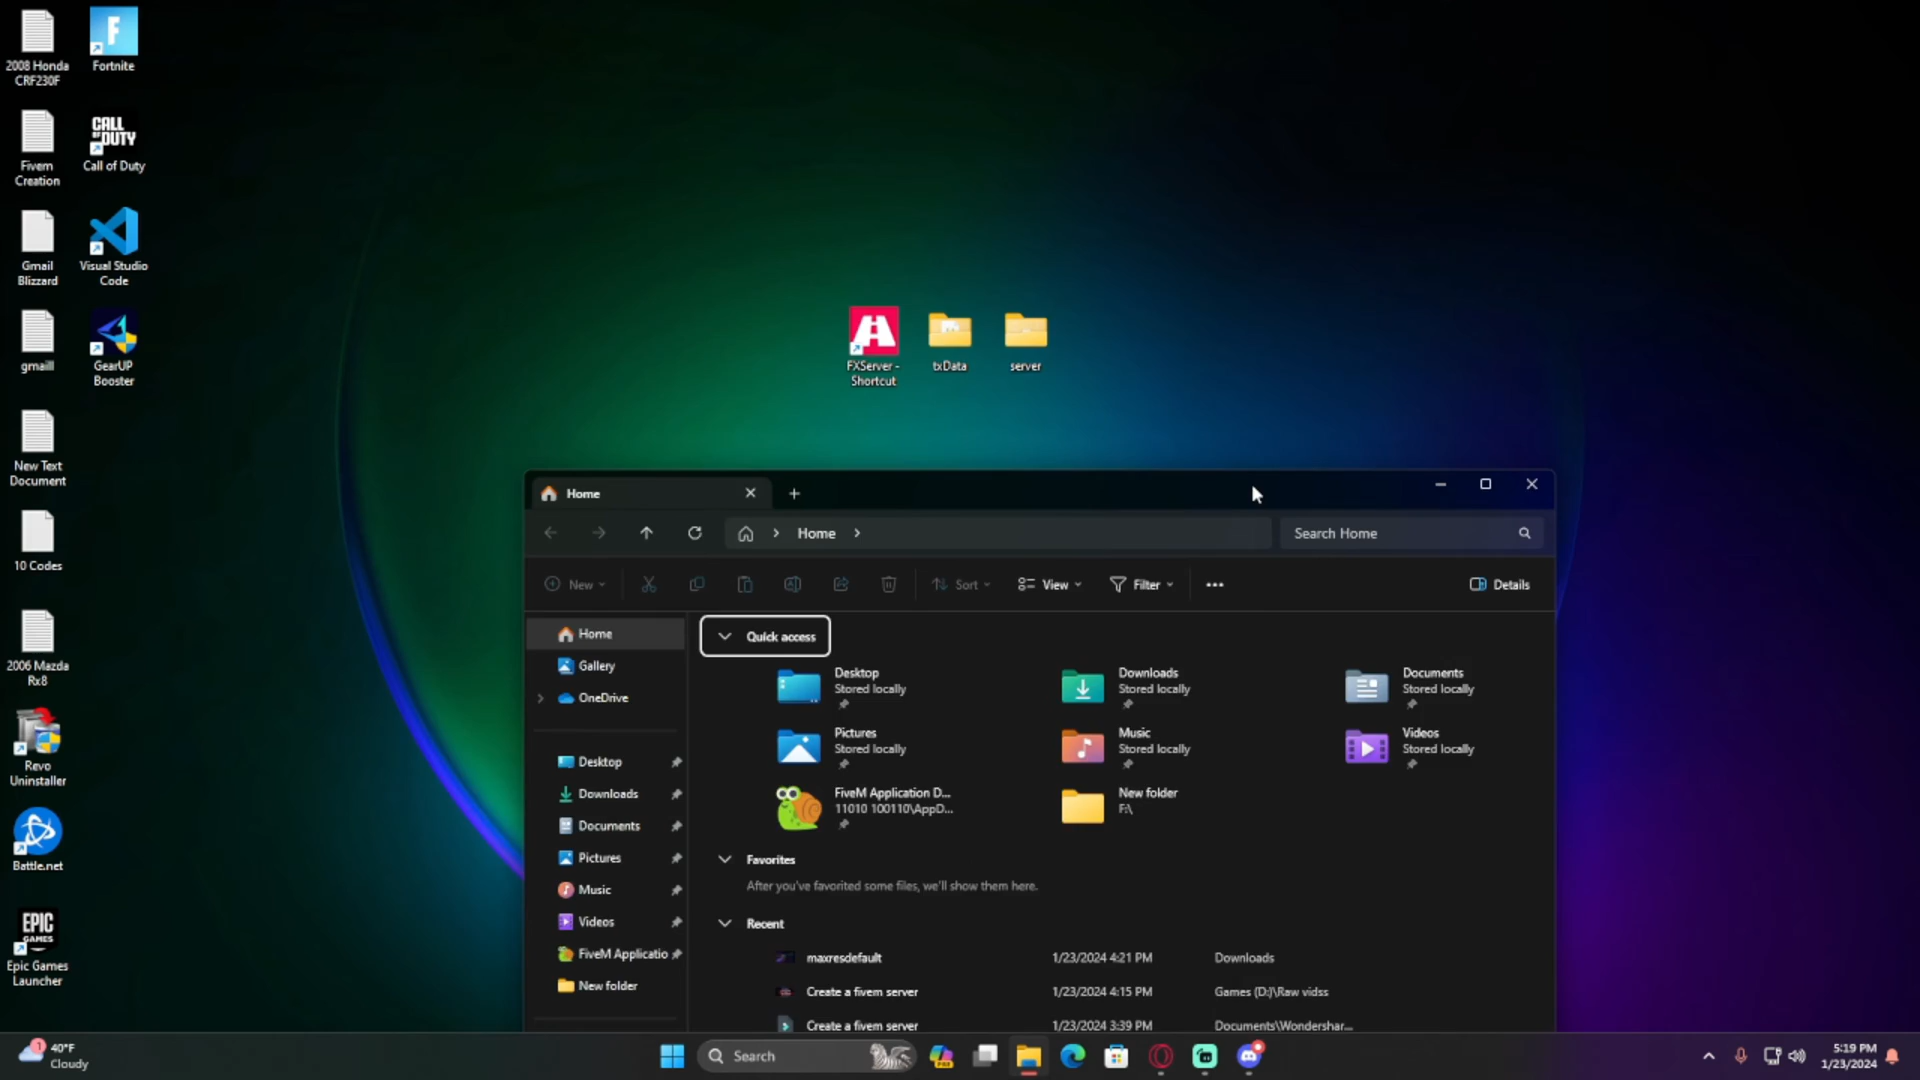 2008 Honda
CRF230F
Fortnite
Fivem
Creation
CALL OF DUTY
Call of Duty
Gmail
Blizzard
Visual Studio
Code
gmaill
GearUP
Booster
New Text
Document
10 Codes
2006 Mazda
Rx8
Revo
Uninstaller
Battle.net
EPIC
GAMES
Epic Games
Launcher
FXServer -
Shortcut
txData
server
Home
Home
Search Home
New
Sort
View
Filter
Details
Home
Gallery
OneDrive
Desktop
Downloads
Documents
Pictures
Music
Videos
FiveM Applicatio
New folder
Quick access
Desktop
Stored locally
Downloads
Stored locally
Documents
Stored locally
Pictures
Stored locally
Music
Stored locally
Videos
Stored locally
FiveM Application D...
11010 100110\AppD...
New folder
F:\
Favorites
After you've favorited some files, we'll show them here.
Recent
maxresdefault 1/23/2024 4:21 PM Downloads
Create a fivem server 1/23/2024 4:15 PM Games (D:)\Raw vidss
Create a fivem server 1/23/2024 3:39 PM Documents\Wondershar...
1
40°F
Cloudy
Search
5:19 PM
1/23/2024